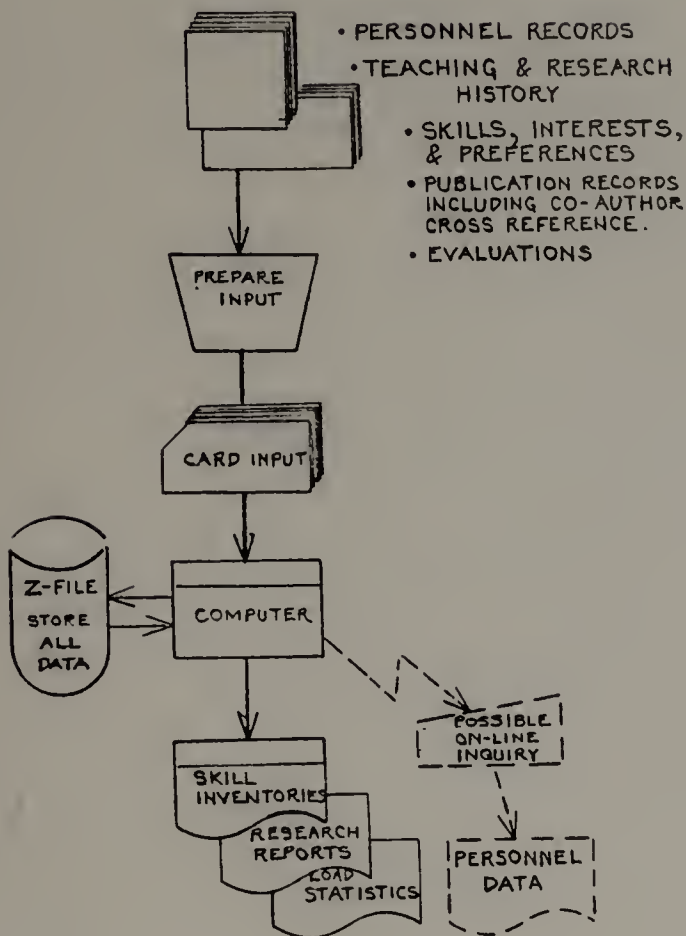 • PERSONNEL RECORDS
• TEACHING & RESEARCH
HISTORY
• SKILLS, INTERESTS,
& PREFERENCES
• PUBLICATION RECORDS
INCLUDING CO-AUTHOR
CROSS REFERENCE.
• EVALUATIONS
PREPARE
INPUT
CARD INPUT
Z-FILE
STORE
ALL
DATA
COMPUTER
POSSIBLE
ON-LINE
INQUIRY
SKILL
INVENTORIES
RESEARCH
REPORTS
LOAD
STATISTICS
PERSONNEL
DATA